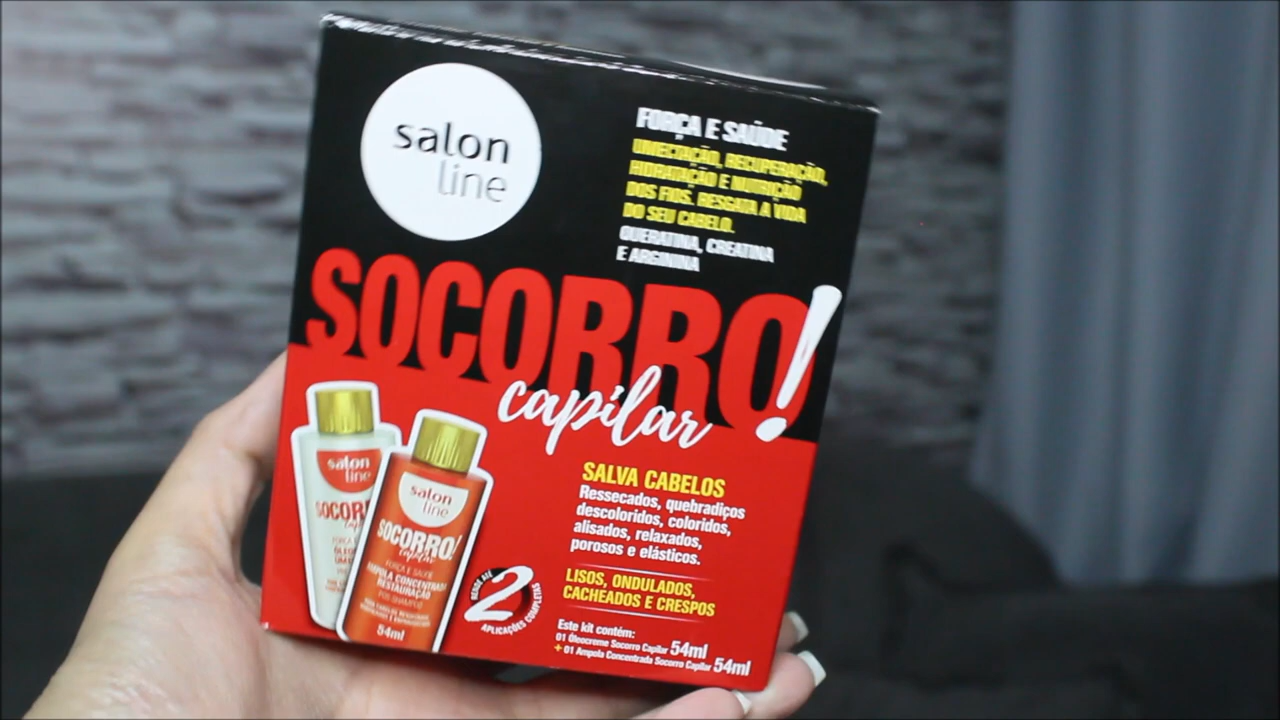 salon
line
FORÇA E SAÚDE
UMECTAÇÃO, RECUPERAÇÃO,
HIDRATAÇÃO E NUTRIÇÃO
DOS FIOS. RESGATA A VIDA
DO SEU CABELO.
QUERATINA, CREATINA
E ARGININA
SOCORRO!
capilar
SALVA CABELOS
Ressecados, quebradiços
descoloridos, coloridos,
alisados, relaxados,
porosos e elásticos.
LISOS, ONDULADOS,
CACHEADOS E CRESPOS
Este kit contém:
01 Óleocreme Socorro Capilar 54ml
+ 01 Ampola Concentrada Socorro Capilar 54ml
salon
line
salon
line
SOCORRO!
capilar
FORÇA E SAÚDE
AMPOLA CONCENTRADA
RESTAURAÇÃO
PÓS-SHAMPOO
54ml
2
APLICAÇÕES COMPLETAS